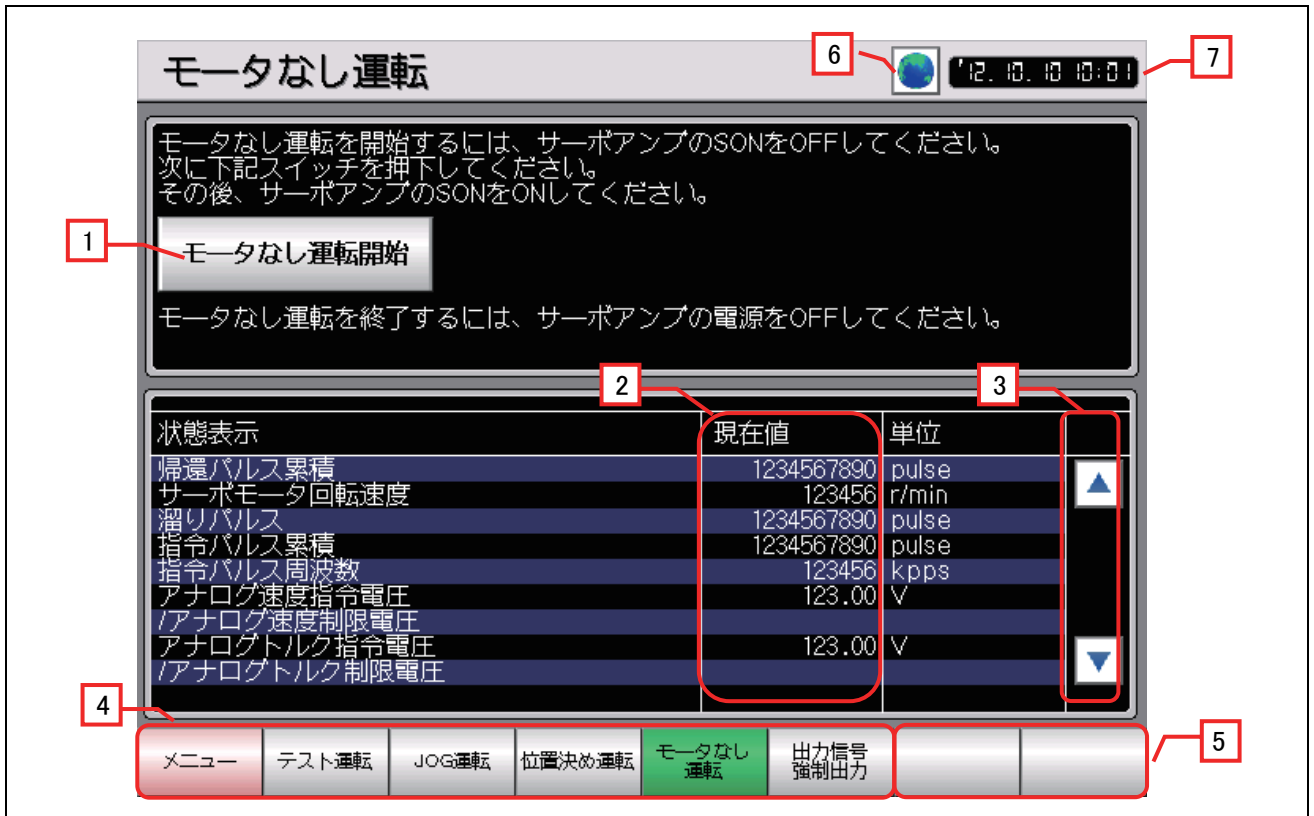 モータなし運転
6
'12. 10. 10 10:01
7
モータなし運転を開始するには、サーボアンプのSONをOFFしてください。
次に下記スイッチを押下してください。
その後、サーボアンプのSONをONしてください。
1
モータなし運転開始
モータなし運転を終了するには、サーボアンプの電源をOFFしてください。
2
3
状態表示 現在値 単位
帰還パルス累積 1234567890 pulse
サーボモータ回転速度 123456 r/min
溜りパルス 1234567890 pulse
指令パルス累積 1234567890 pulse
指令パルス周波数 123456 kpps
アナログ速度指令電圧 123.00 V
/アナログ速度制限電圧
アナログトルク指令電圧 123.00 V
/アナログトルク制限電圧
4
メニュー テスト運転 JOG運転 位置決め運転 モータなし
運転 出力信号
強制出力
5